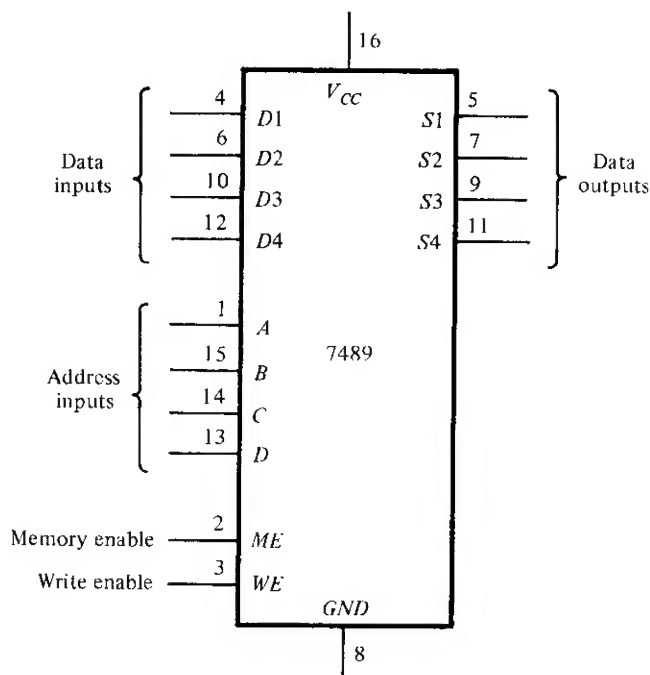 16
V_CC
4 D1 S1 5
6 D2 S2 7
Data inputs
Data outputs
10 D3 S3 9
12 D4 S4 11
1 A
7489
15 B
Address inputs
14 C
13 D
Memory enable 2 ME
Write enable 3 WE
GND
8